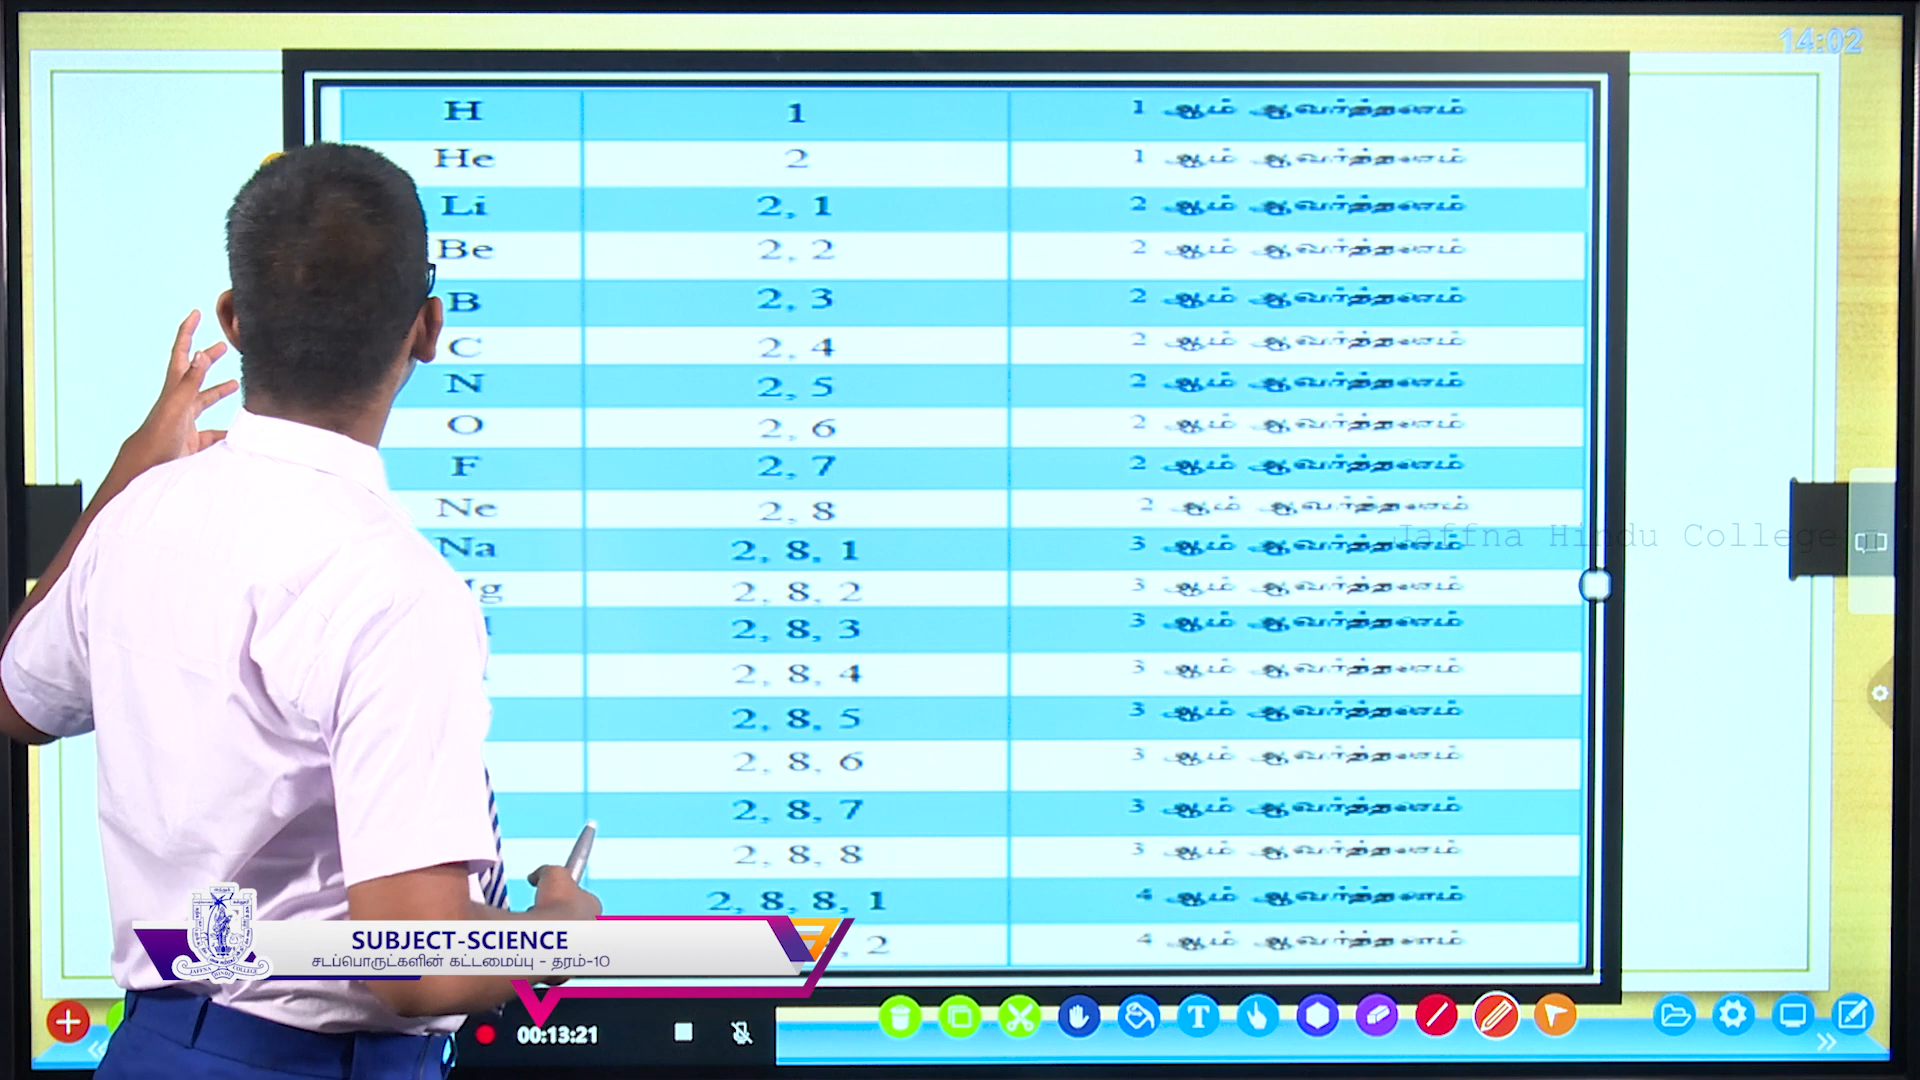 14:02
H 1 1 ஆம் ஆவர்த்தனம்
He 2 1 ஆம் ஆவர்த்தனம்
Li 2, 1 2 ஆம் ஆவர்த்தனம்
Be 2, 2 2 ஆம் ஆவர்த்தனம்
B 2, 3 2 ஆம் ஆவர்த்தனம்
C 2, 4 2 ஆம் ஆவர்த்தனம்
N 2, 5 2 ஆம் ஆவர்த்தனம்
O 2, 6 2 ஆம் ஆவர்த்தனம்
F 2, 7 2 ஆம் ஆவர்த்தனம்
Ne 2, 8 2 ஆம் ஆவர்த்தனம்
Na 2, 8, 1 3 ஆம் ஆவர்த்தனம்
Jaffna Hindu College
2, 8, 2 3 ஆம் ஆவர்த்தனம்
2, 8, 3 3 ஆம் ஆவர்த்தனம்
2, 8, 4 3 ஆம் ஆவர்த்தனம்
2, 8, 5 3 ஆம் ஆவர்த்தனம்
2, 8, 6 3 ஆம் ஆவர்த்தனம்
2, 8, 7 3 ஆம் ஆவர்த்தனம்
2, 8, 8 3 ஆம் ஆவர்த்தனம்
2, 8, 8, 1 4 ஆம் ஆவர்த்தனம்
, 2 4 ஆம் ஆவர்த்தனம்
SUBJECT-SCIENCE
சடப்பொருட்களின் கட்டமைப்பு - தரம்-10
JAFFNA HINDU COLLEGE
00:13:21
T